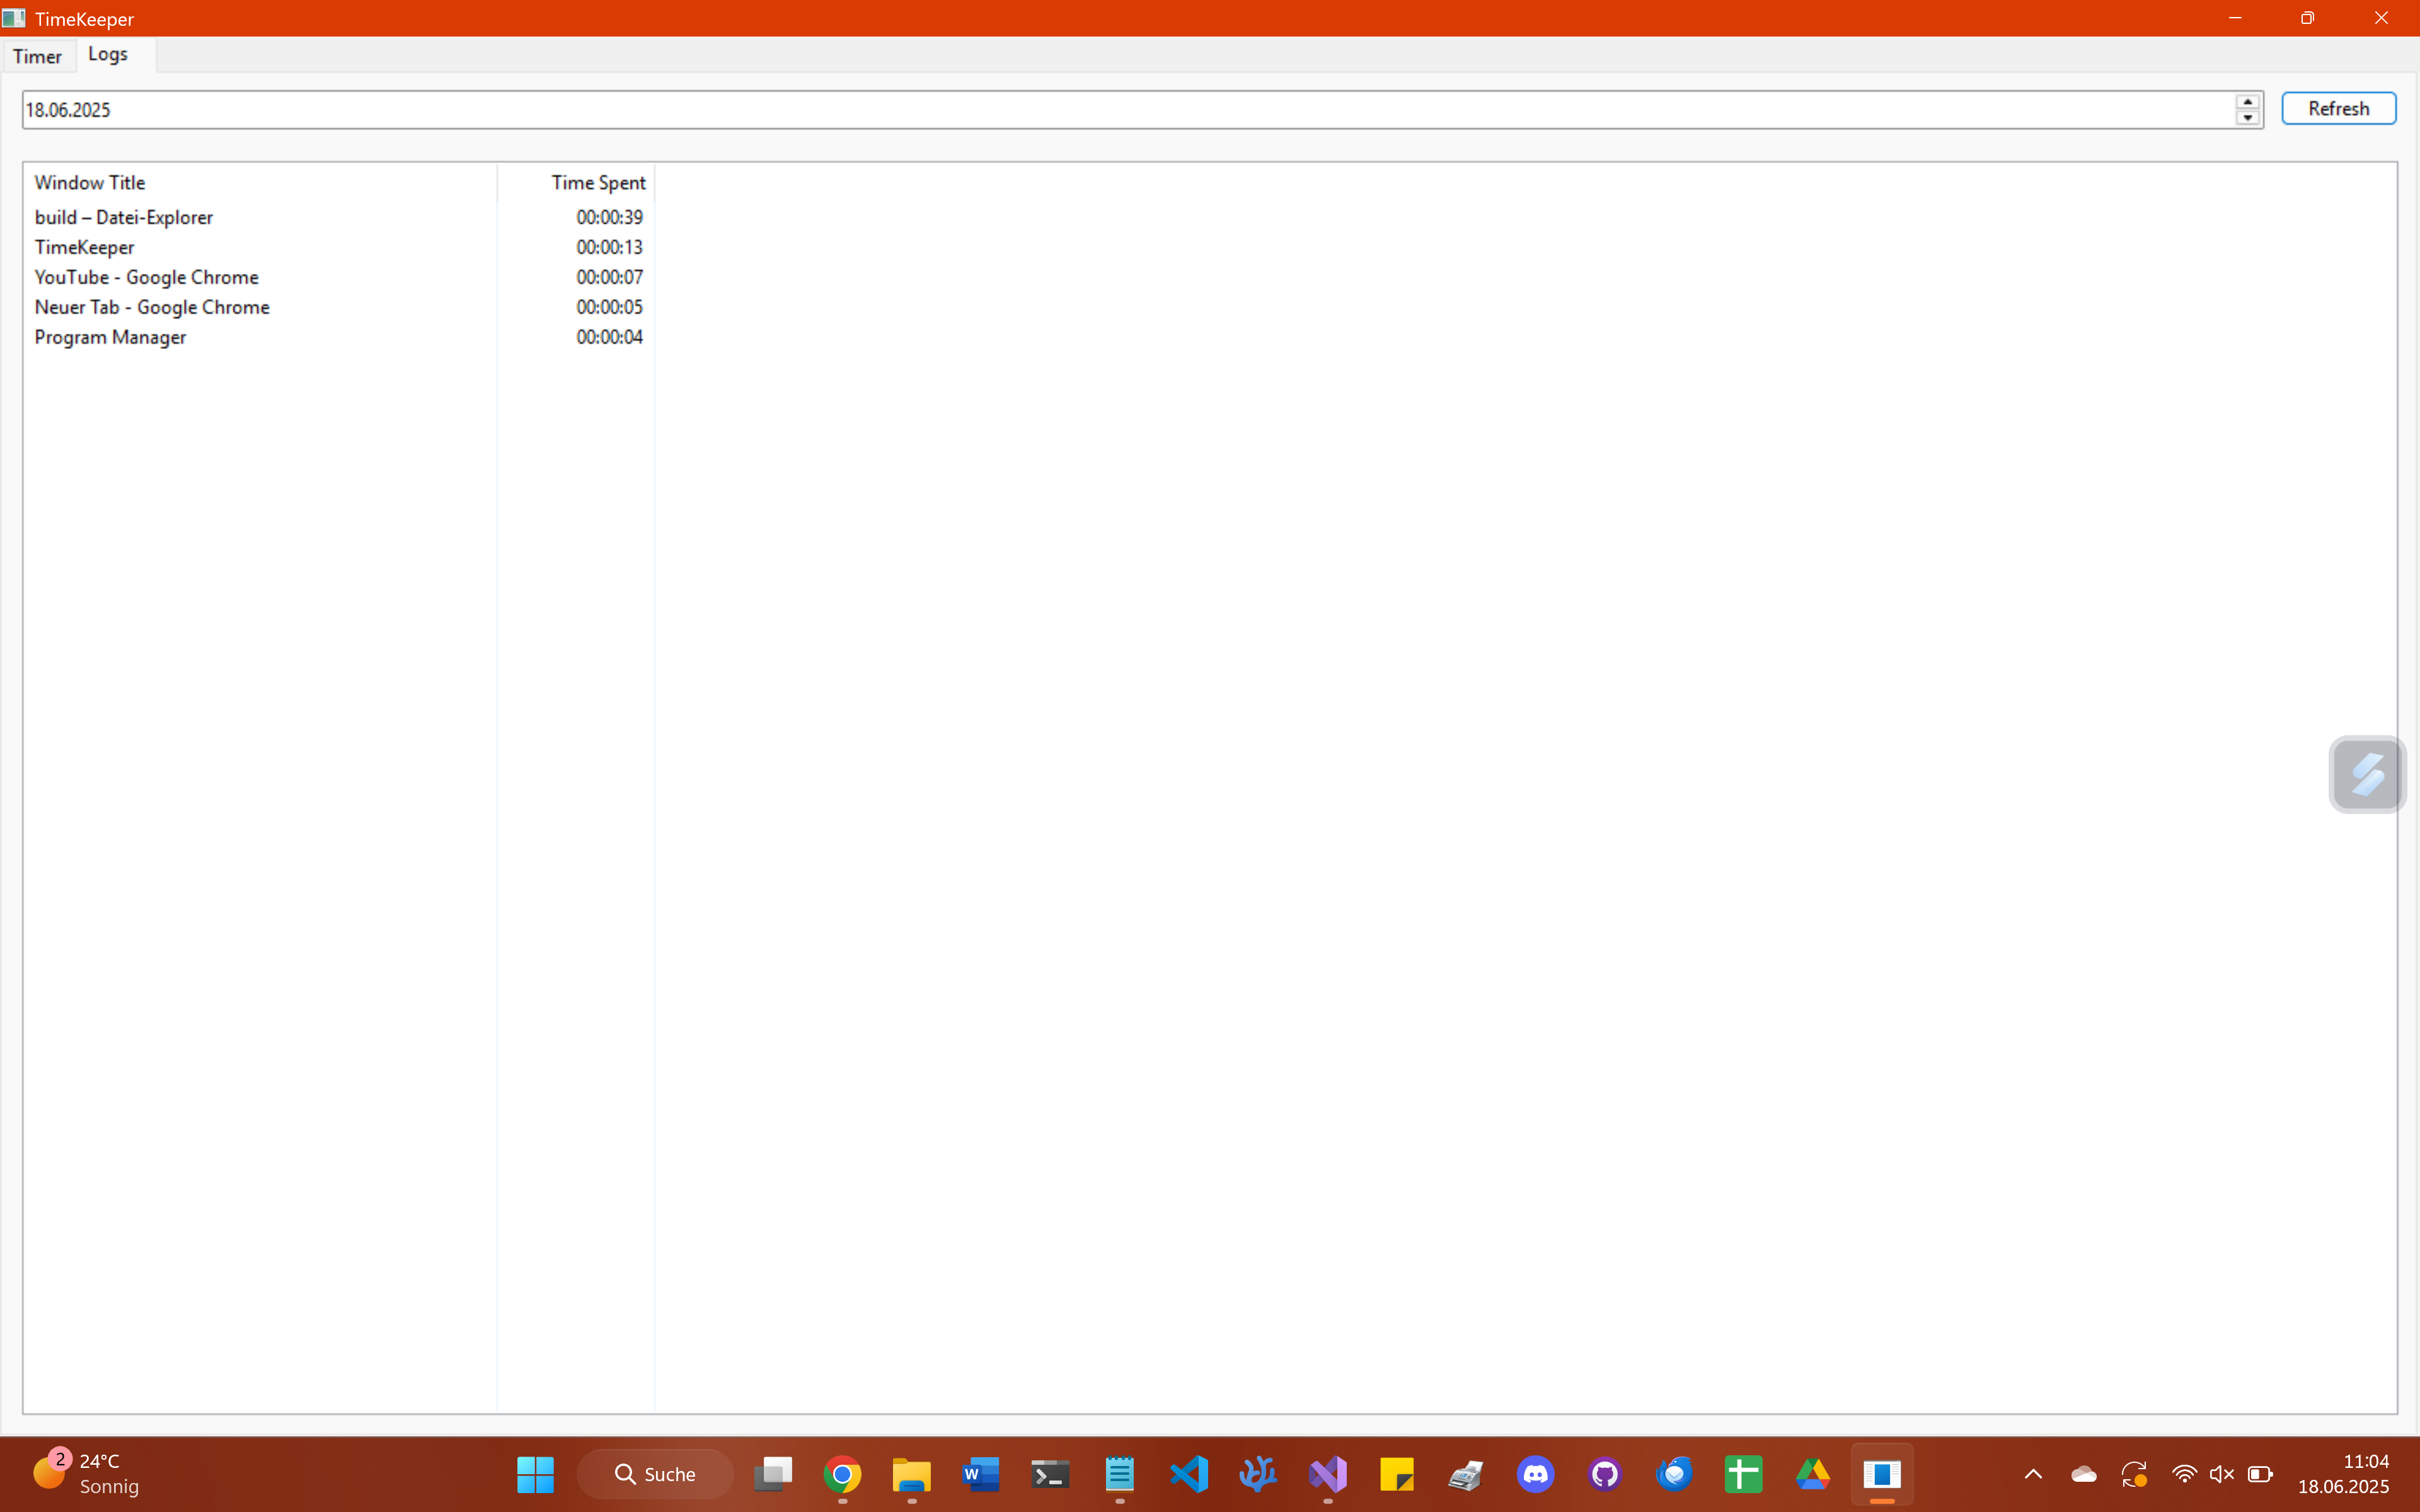 TimeKeeper
Timer Logs
18.06.2025 Refresh
Window Title Time Spent
build – Datei-Explorer 00:00:39
TimeKeeper 00:00:13
YouTube - Google Chrome 00:00:07
Neuer Tab - Google Chrome 00:00:05
Program Manager 00:00:04
2 24°C
Sonnig
Suche
W
11:04
18.06.2025